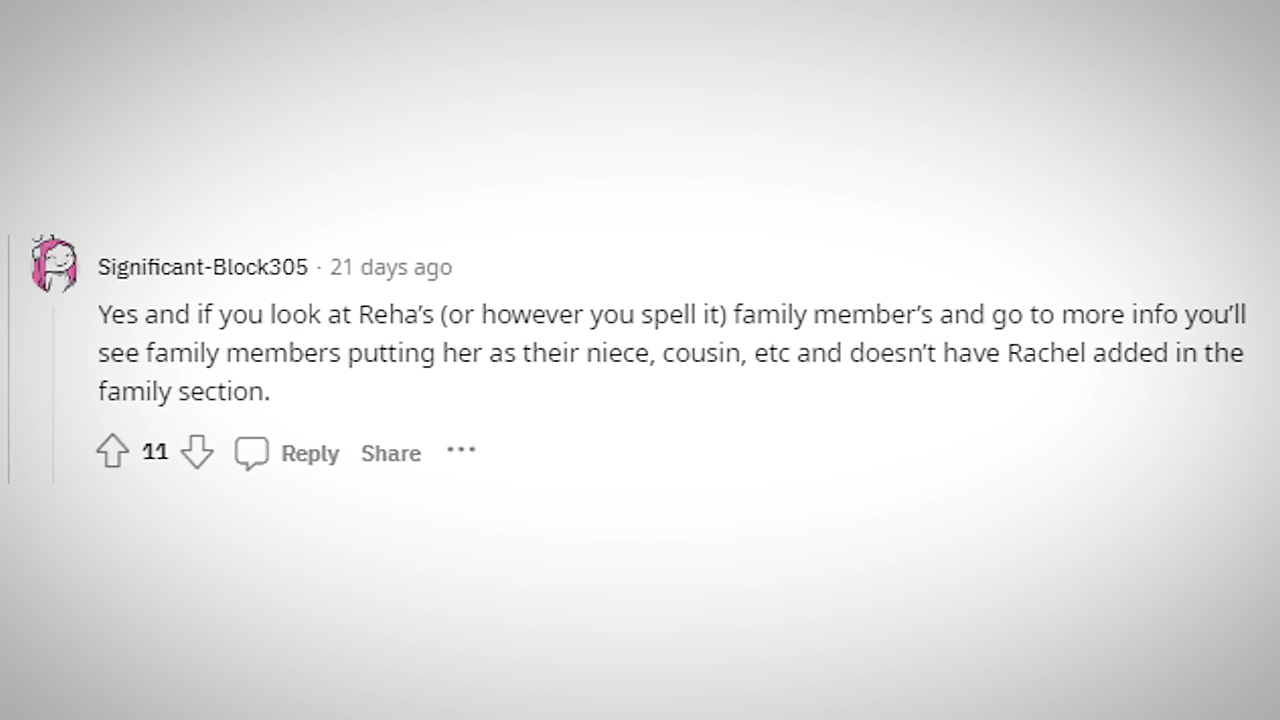 Significant-Block305 · 21 days ago
Yes and if you look at Reha’s (or however you spell it) family member’s and go to more info you’ll
see family members putting her as their niece, cousin, etc and doesn’t have Rachel added in the
family section.
11 Reply Share ···